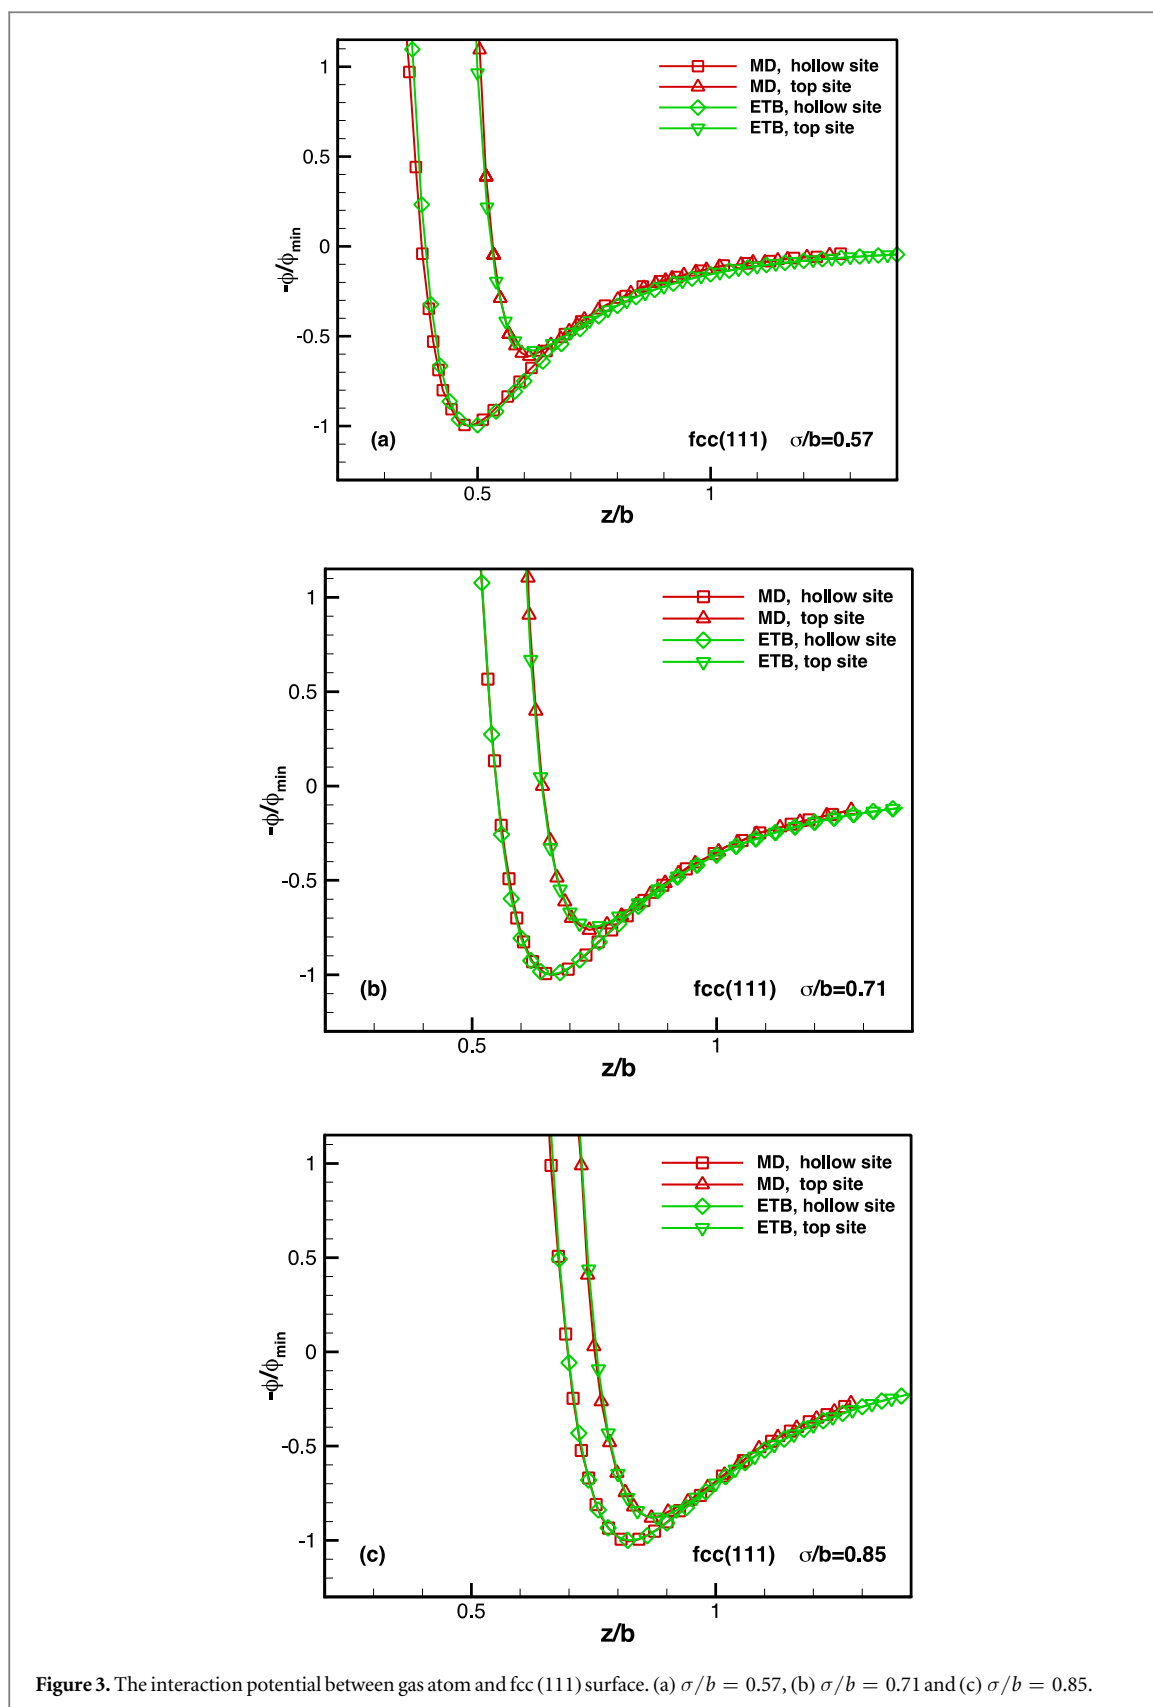 MD, hollow site
MD, top site
ETB, hollow site
ETB, top site
1
0.5
0
-0.5
-1
-ϕ/ϕmin
(a)
fcc(111) σ/b=0.57
0.5
1
z/b
MD, hollow site
MD, top site
ETB, hollow site
ETB, top site
1
0.5
0
-0.5
-1
-ϕ/ϕmin
(b)
fcc(111) σ/b=0.71
0.5
1
z/b
MD, hollow site
MD, top site
ETB, hollow site
ETB, top site
1
0.5
0
-0.5
-1
-ϕ/ϕmin
(c)
fcc(111) σ/b=0.85
0.5
1
z/b
Figure 3. The interaction potential between gas atom and fcc (111) surface. (a) σ/b = 0.57, (b) σ/b = 0.71 and (c) σ/b = 0.85.